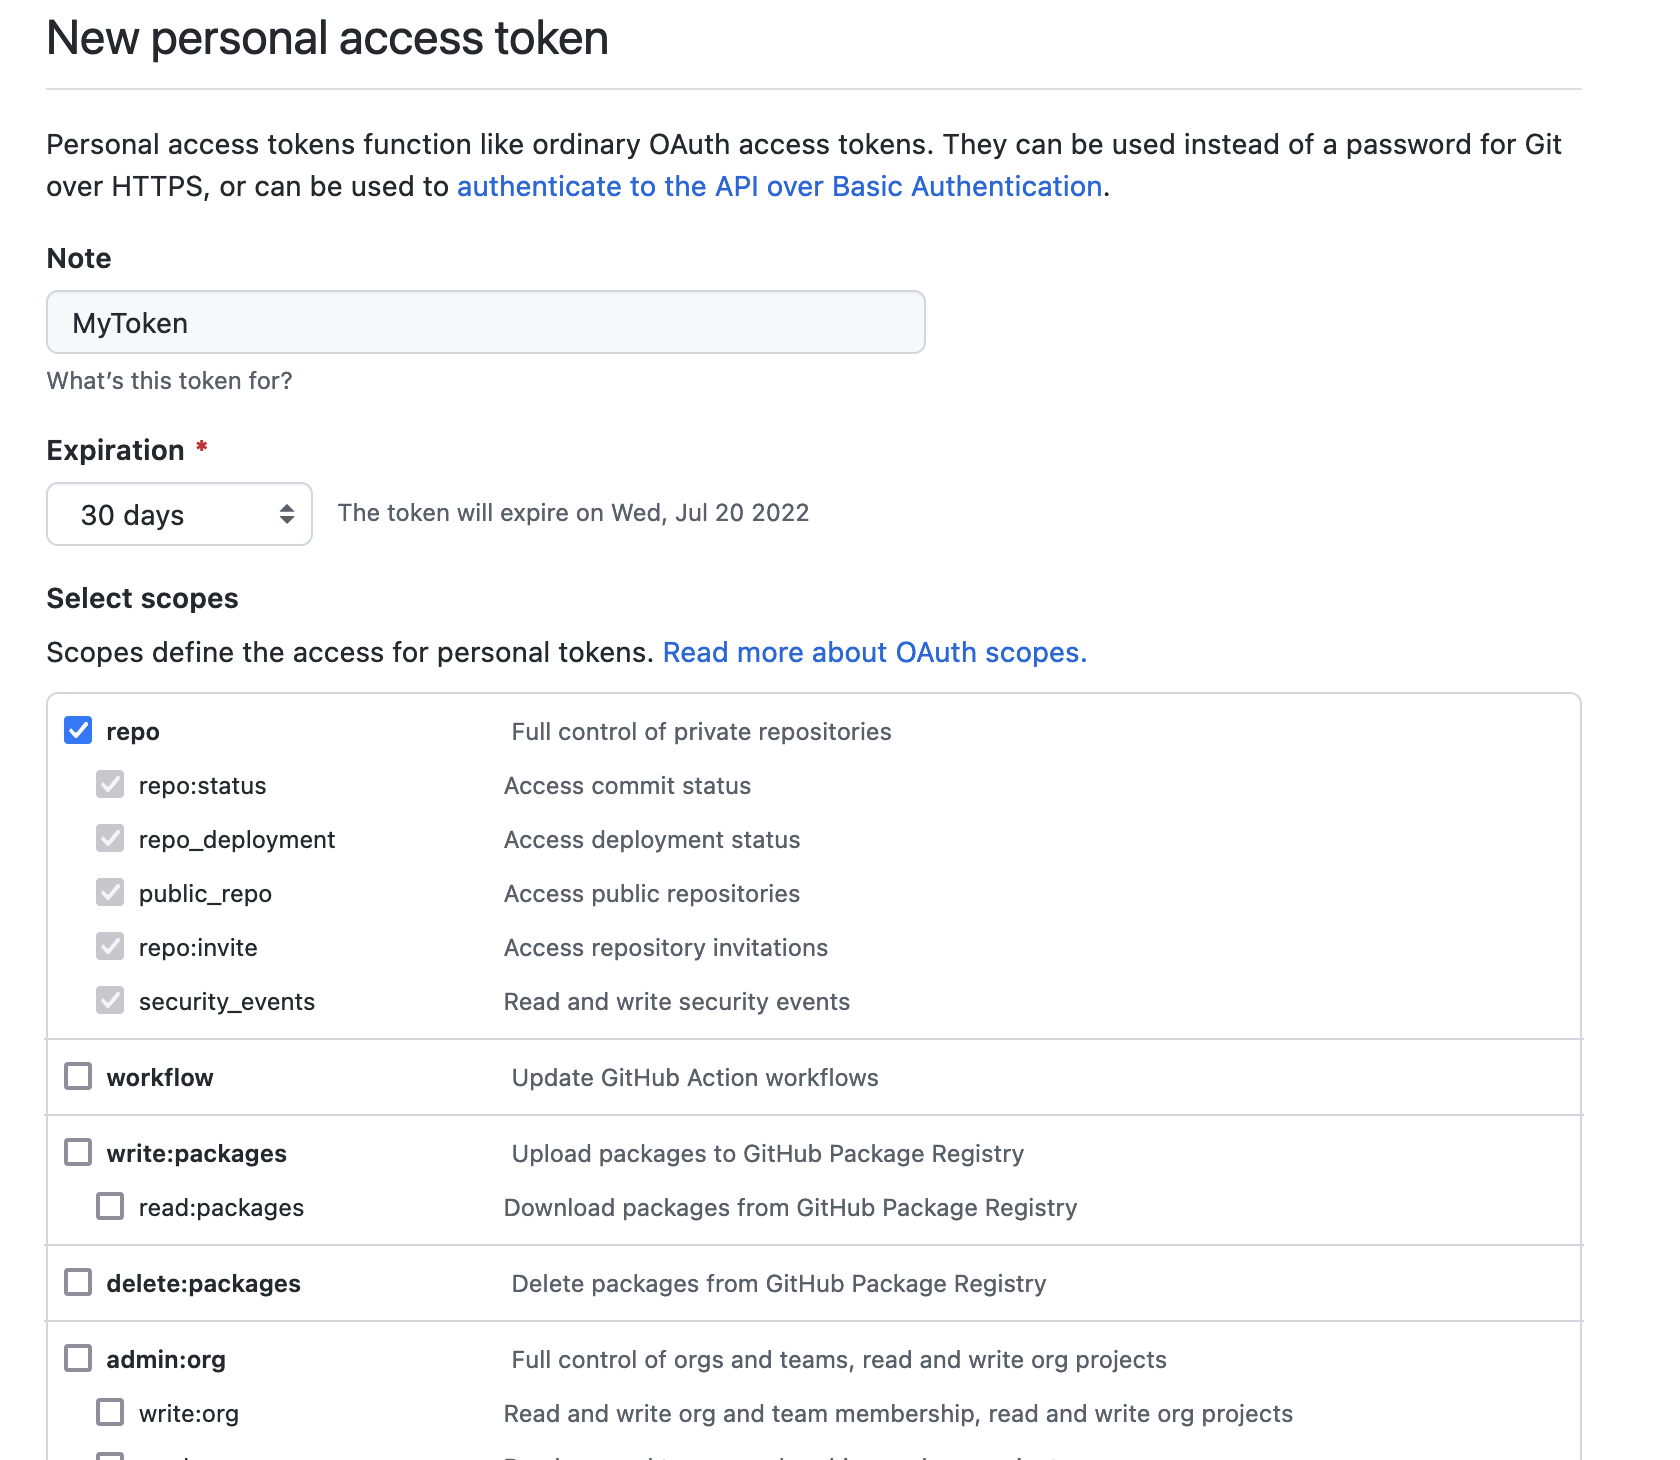 New personal access token
Personal access tokens function like ordinary OAuth access tokens. They can be used instead of a password for Git
over HTTPS, or can be used to authenticate to the API over Basic Authentication.
Note
MyToken
What's this token for?
Expiration *
30 days The token will expire on Wed, Jul 20 2022
Select scopes
Scopes define the access for personal tokens. Read more about OAuth scopes.
repo Full control of private repositories
repo:status Access commit status
repo_deployment Access deployment status
public_repo Access public repositories
repo:invite Access repository invitations
security_events Read and write security events
workflow Update GitHub Action workflows
write:packages Upload packages to GitHub Package Registry
read:packages Download packages from GitHub Package Registry
delete:packages Delete packages from GitHub Package Registry
admin:org Full control of orgs and teams, read and write org projects
write:org Read and write org and team membership, read and write org projects